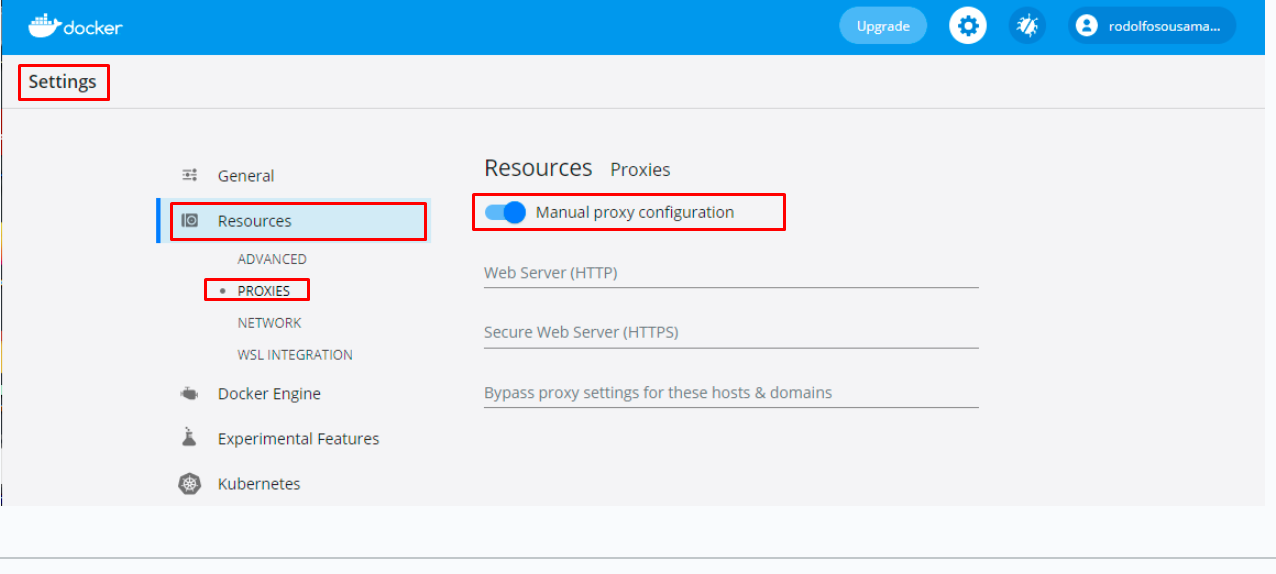 docker
Upgrade
rodolfosousama...
Settings
General
Resources
ADVANCED
PROXIES
NETWORK
WSL INTEGRATION
Docker Engine
Experimental Features
Kubernetes
Resources Proxies
Manual proxy configuration
Web Server (HTTP)
Secure Web Server (HTTPS)
Bypass proxy settings for these hosts & domains